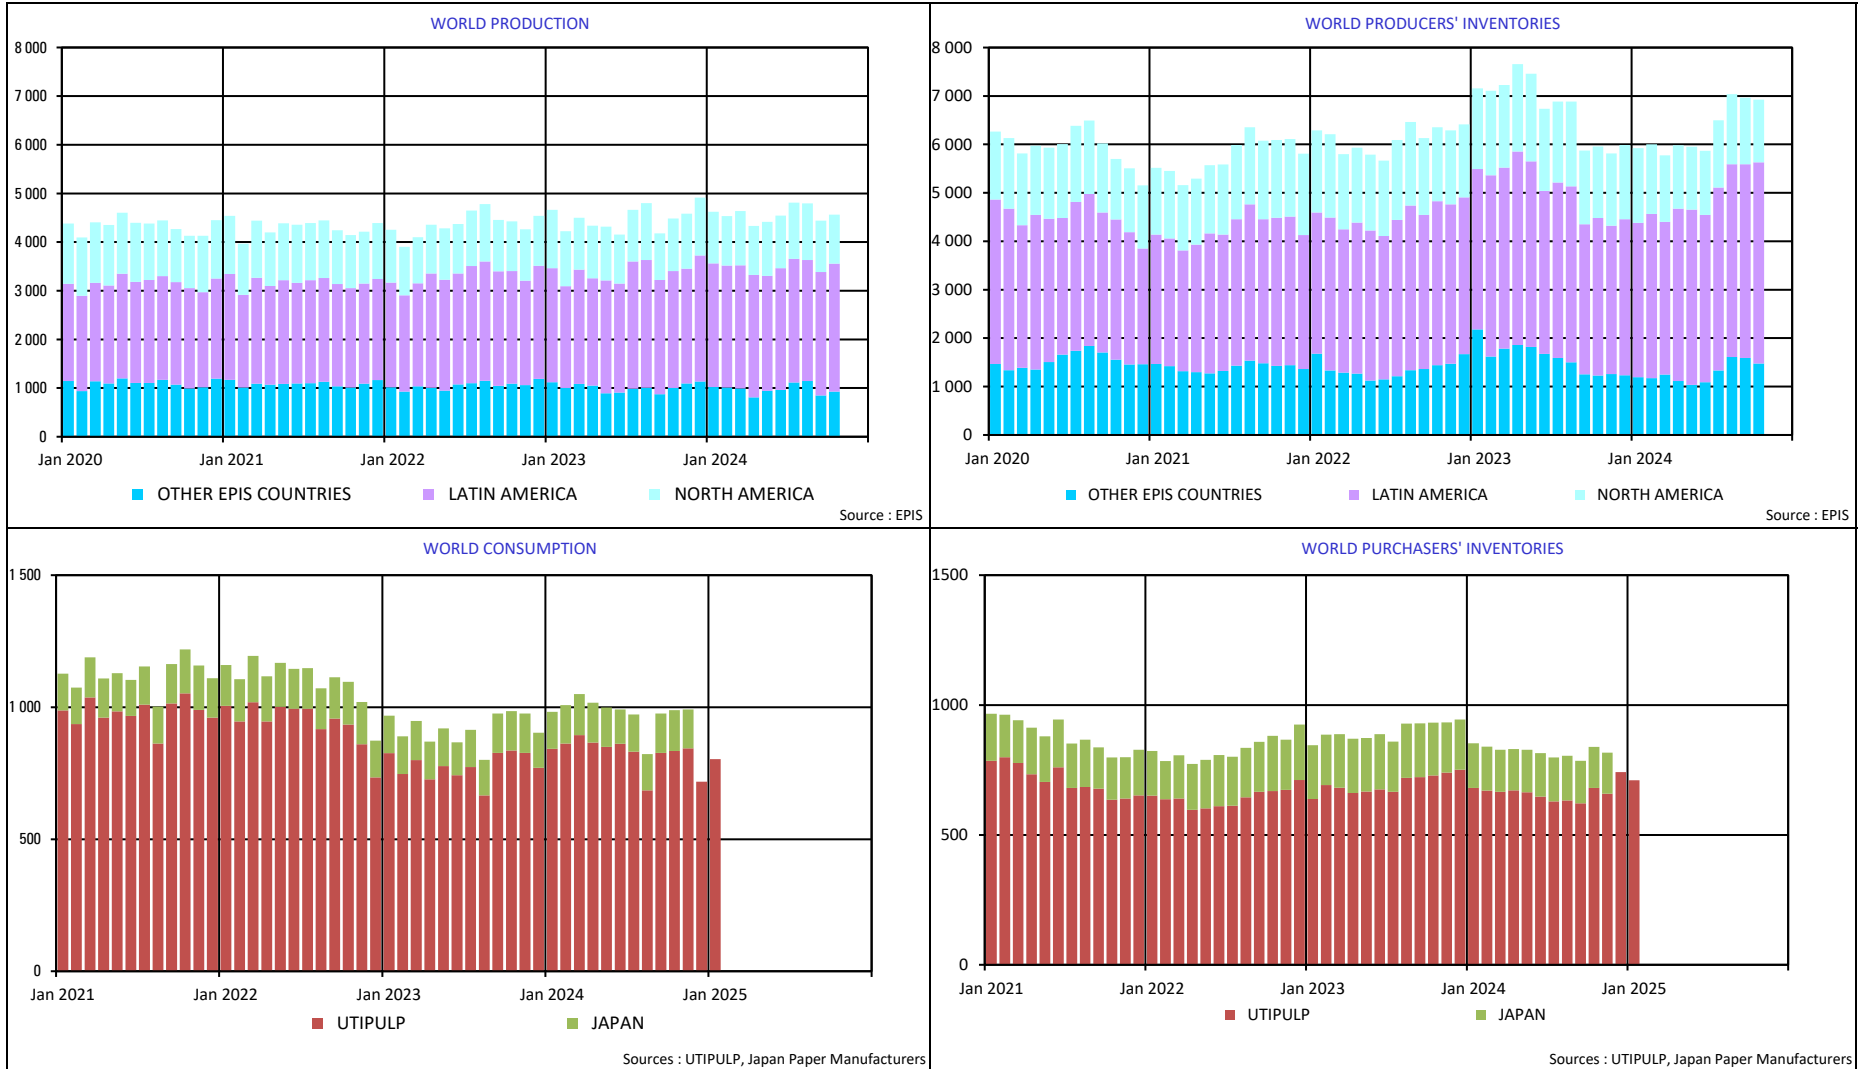 WORLD PRODUCTION
8 000
7 000
6 000
5 000
4 000
3 000
2 000
1 000
0
Jan 2020 Jan 2021 Jan 2022 Jan 2023 Jan 2024
OTHER EPIS COUNTRIES LATIN AMERICA NORTH AMERICA
Source : EPIS
WORLD PRODUCERS' INVENTORIES
8 000
7 000
6 000
5 000
4 000
3 000
2 000
1 000
0
Jan 2020 Jan 2021 Jan 2022 Jan 2023 Jan 2024
OTHER EPIS COUNTRIES LATIN AMERICA NORTH AMERICA
Source : EPIS
WORLD CONSUMPTION
1 500
1 000
500
0
Jan 2021 Jan 2022 Jan 2023 Jan 2024 Jan 2025
UTIPULP JAPAN
Sources : UTIPULP, Japan Paper Manufacturers
WORLD PURCHASERS' INVENTORIES
1500
1000
500
0
Jan 2021 Jan 2022 Jan 2023 Jan 2024 Jan 2025
UTIPULP JAPAN
Sources : UTIPULP, Japan Paper Manufacturers